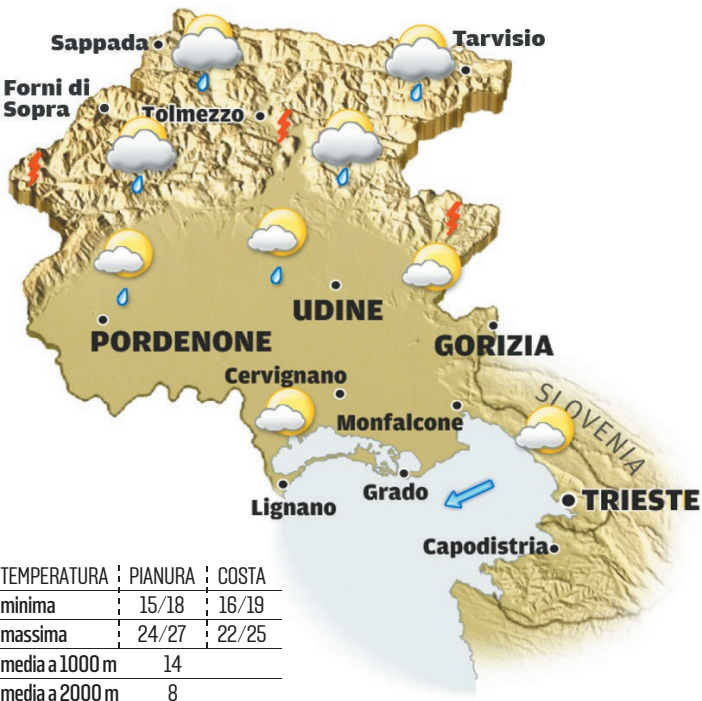 Sappada
Tarvisio
Forni di
Sopra
Tolmezzo
UDINE
PORDENONE
GORIZIA
Cervignano
SLOVENIA
Monfalcone
Grado
Lignano
TRIESTE
Capodistria
TEMPERATURA PIANURA COSTA
minima 15/18 16/19
massima 24/27 22/25
media a 1000 m 14
media a 2000 m 8